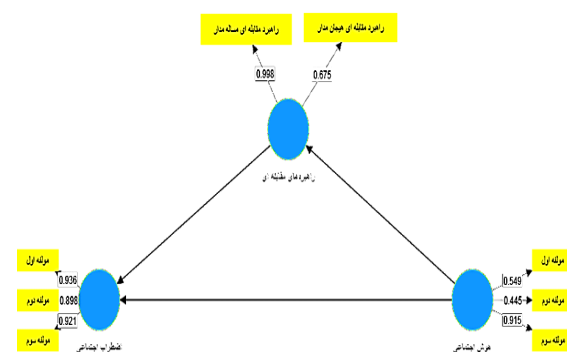 راهبرد مقابله ای مساله مدار
راهبرد مقابله ای هیجان مدار
0.998
0.675
راهبردهای مقابله ای
مولفه اول
0.936
مولفه دوم
0.898
مولفه سوم
0.921
اضطراب اجتماعی
0.549
مولفه اول
0.445
مولفه دوم
0.915
مولفه سوم
هوش اجتماعی